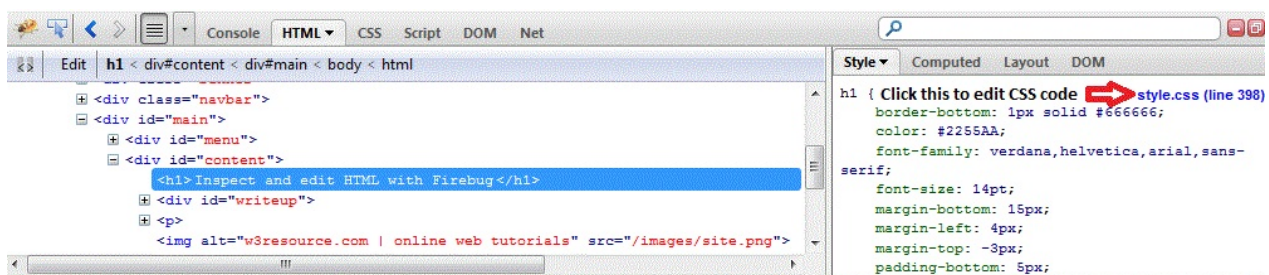 Console HTML CSS Script DOM Net
Edit h1 < div#content < div#main < body < html
<div class="navbar">
<div id="main">
<div id="menu">
<div id="content">
<h1>Inspect and edit HTML with Firebug</h1>
<div id="writeup">
<p>
<img alt="w3resource.com | online web tutorials" src="/images/site.png">
Style Computed Layout DOM
h1 { Click this to edit CSS code style.css (line 398)
border-bottom: 1px solid #666666;
color: #2255AA;
font-family: verdana,helvetica,arial,sans-
serif;
font-size: 14pt;
margin-bottom: 15px;
margin-left: 4px;
margin-top: -3px;
padding-bottom: 5px;